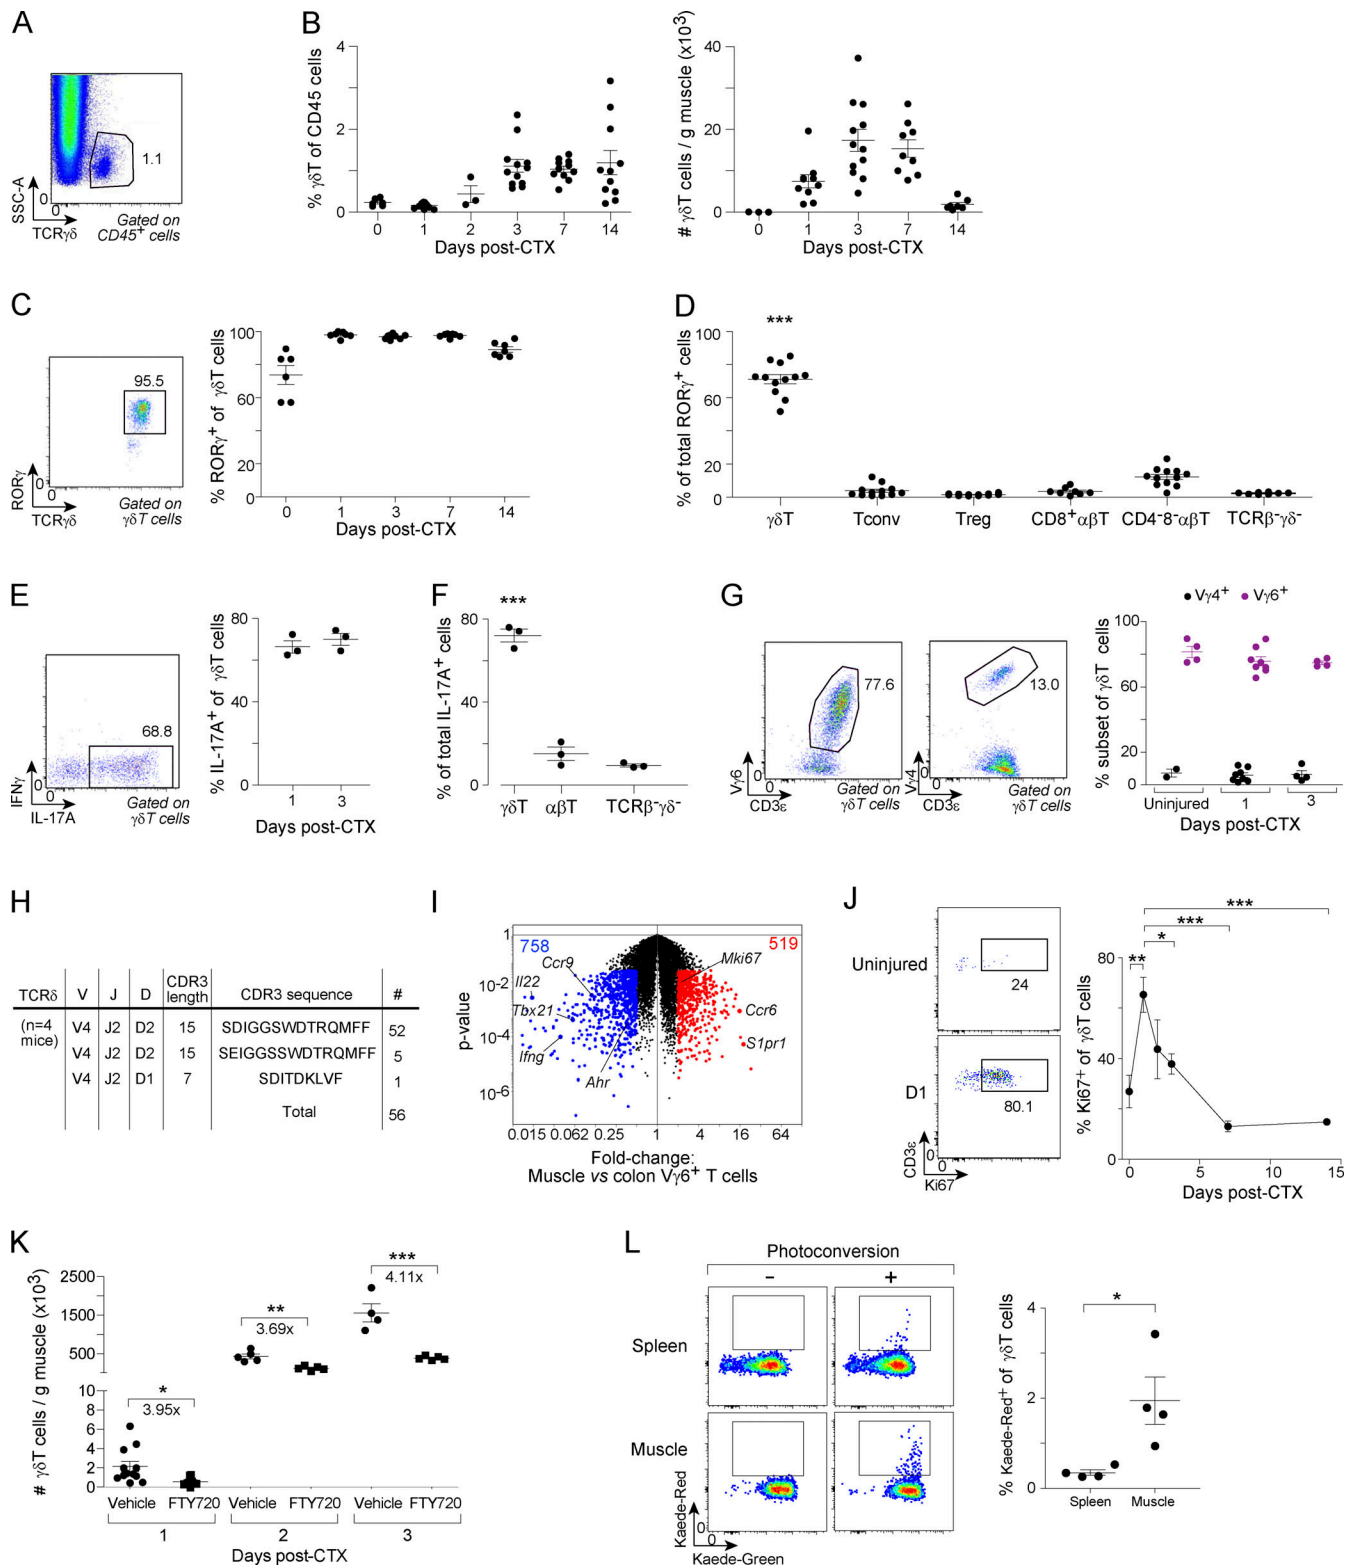 A
SSC-A
0
0
TCRγδ
1.1
Gated on
CD45+ cells
B
% γδT of CD45 cells
4
2
0
0 1 2 3 7 14
Days post-CTX
# γδT cells / g muscle (x10³)
40
20
0
0 1 3 7 14
Days post-CTX
C
95.5
RORγ
0
0
TCRγδ
Gated on
γδT cells
% RORγ+ of γδT cells
100
60
20
0
0 1 3 7 14
Days post-CTX
D
% of total RORγ+ cells
100
60
20
0
***
γδT Tconv Treg CD8+αβT CD4-8-αβT TCRβ-γδ-
E
68.8
IFNγ
0
0
IL-17A
Gated on
γδT cells
% IL-17A+ of γδT cells
80
40
0
1 3
Days post-CTX
F
% of total IL-17A+ cells
80
40
0
***
γδT αβT TCRβ-γδ-
G
77.6
Vγ6
0
0
CD3ε
Gated on
γδT cells
13.0
Vγ4
0
0
CD3ε
Gated on
γδT cells
Vγ4+ Vγ6+
% subset of γδT cells
100
60
20
0
Uninjured 1 3
Days post-CTX
H
TCRδ V J D CDR3 length CDR3 sequence #
(n=4 mice) V4 J2 D2 15 SDIGGSWDTRQMFF 52
V4 J2 D2 15 SEIGGSSWDTRQMFF 5
V4 J2 D1 7 SDITDKLVF 1
Total 56
I
p-value
1
10-2
10-4
10-6
758
519
Ccr9
Mki67
Il22
Tbx21
Ccr6
Ifng
S1pr1
Ahr
0.015 0.062 0.25 1 4 16 64
Fold-change:
Muscle vs colon Vγ6+ T cells
J
Uninjured
24
D1
80.1
CD3ε
0
0
Ki67
% Ki67+ of γδT cells
80
40
0
***
***
*
**
0 5 10 15
Days post-CTX
K
# γδT cells / g muscle (x10³)
2500
1500
500
10
8
6
4
2
0
*
3.95x
**
3.69x
***
4.11x
Vehicle FTY720 Vehicle FTY720 Vehicle FTY720
1 2 3
Days post-CTX
L
Photoconversion
– +
Spleen
Muscle
Kaede-Red
0
0
Kaede-Green
% Kaede-Red+ of γδT cells
4
2
0
*
Spleen Muscle